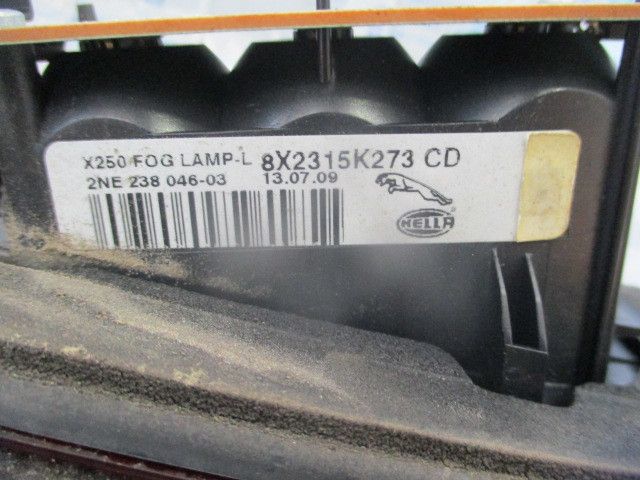 X250 FOG LAMP-L 8X2315K273 CD
2NE 238 046-03 13.07.09
HELLA